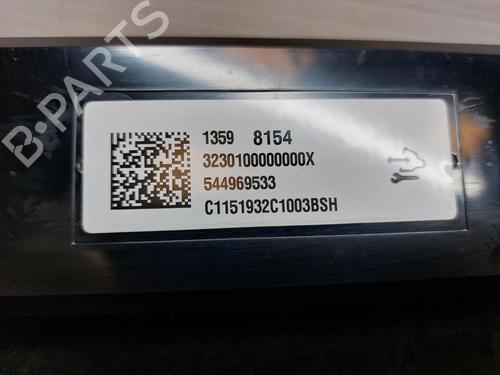 B-PARTS
1359 8154
3230100000000X
544969533
C1151932C1003BSH